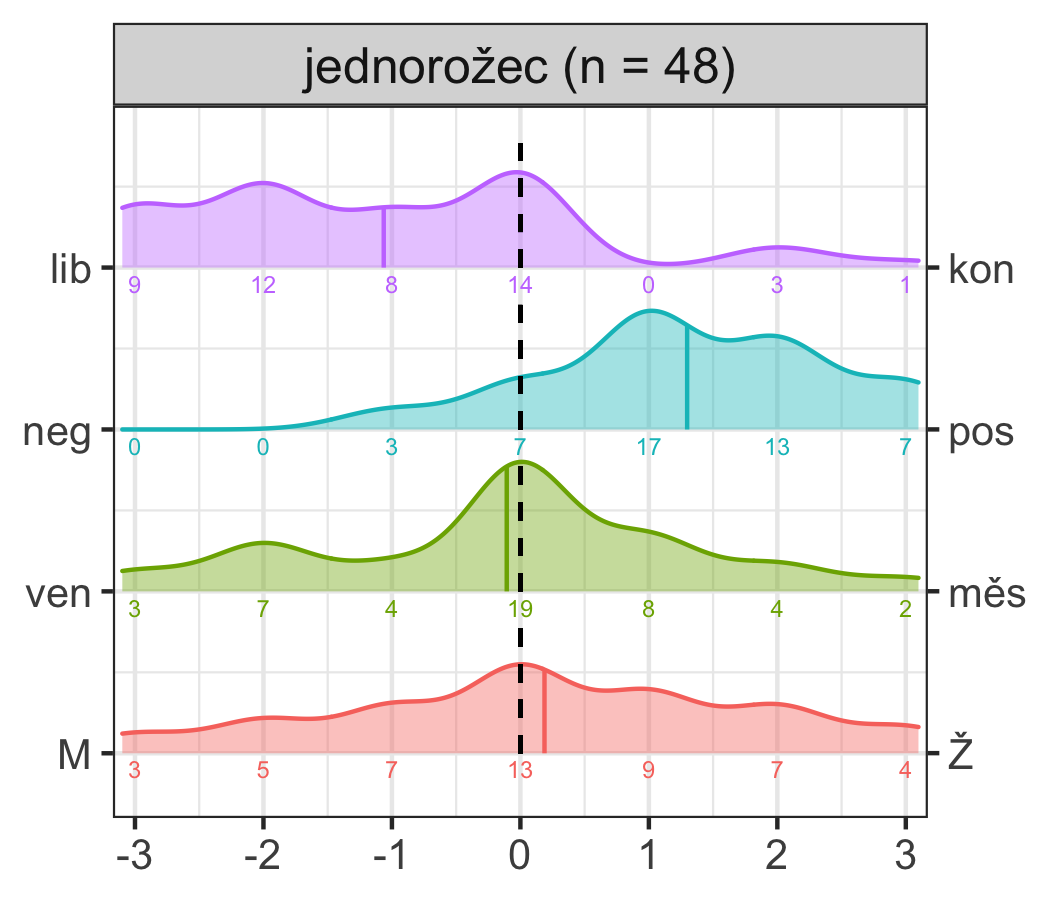 jednorožec (n = 48)
lib kon
9 12 8 14 0 3 1
neg pos
0 0 3 7 17 13 7
ven měs
3 7 4 19 8 4 2
M Ž
3 5 7 13 9 7 4
-3 -2 -1 0 1 2 3